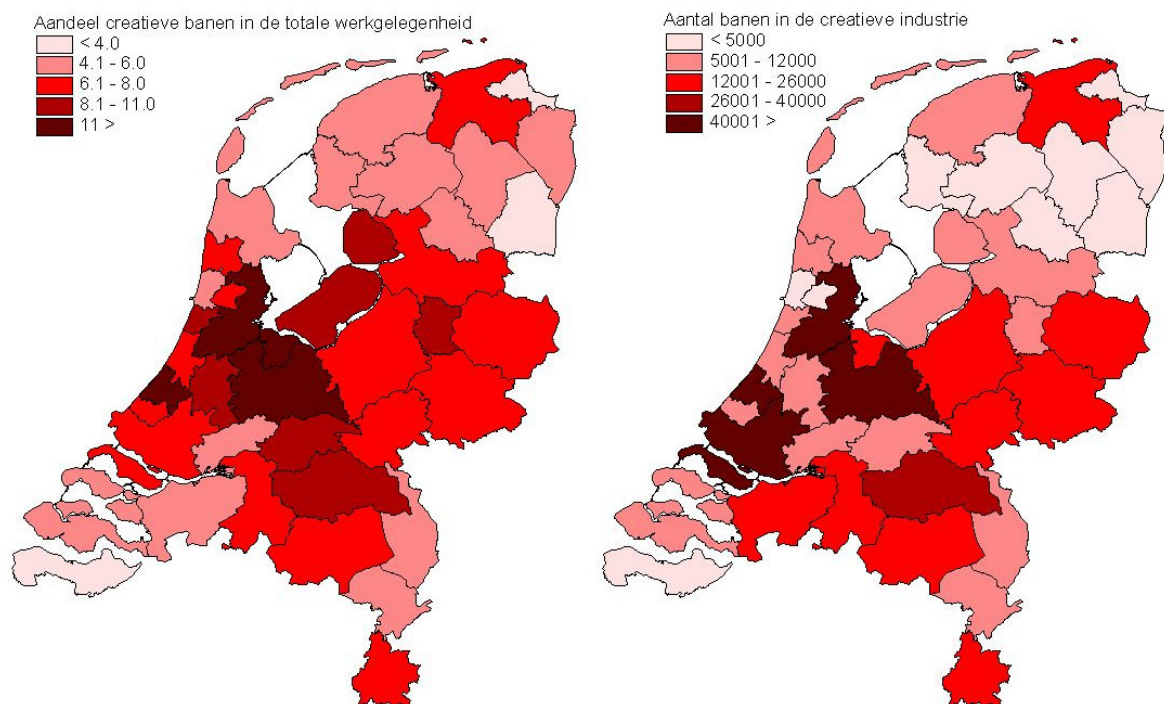 Aandeel creatieve banen in de totale werkgelegenheid
< 4.0
4.1 - 6.0
6.1 - 8.0
8.1 - 11.0
11 >
Aantal banen in de creatieve industrie
< 5000
5001 - 12000
12001 - 26000
26001 - 40000
40001 >